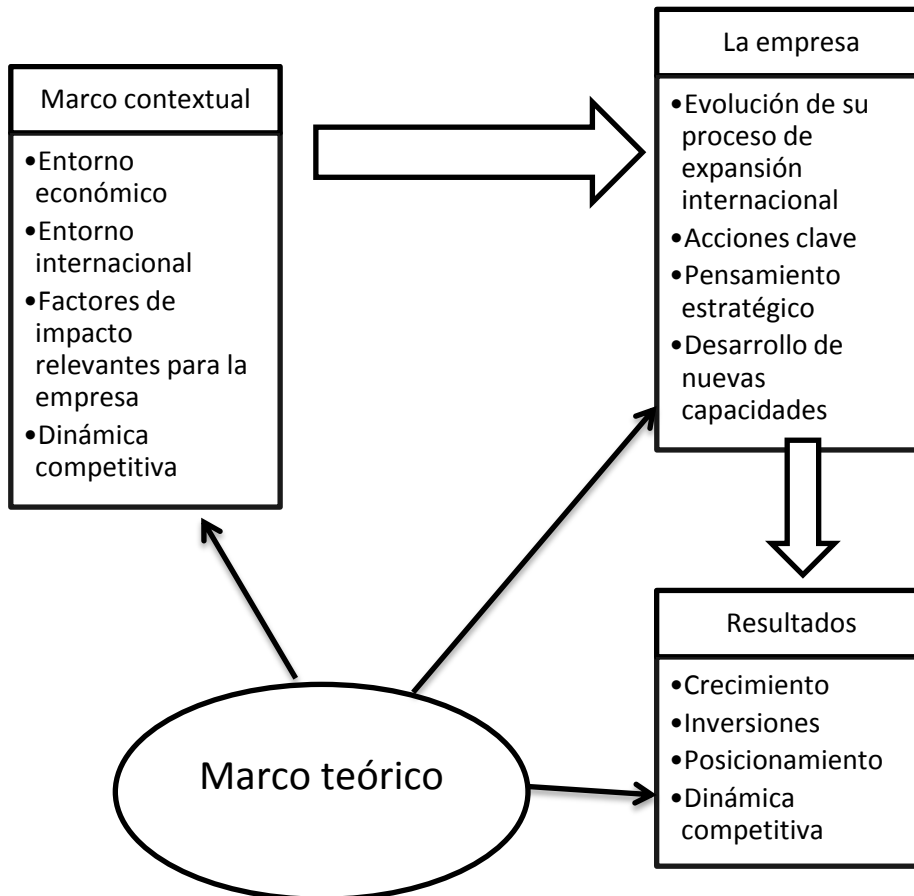 Marco contextual
•Entorno
económico
•Entorno
internacional
•Factores de
impacto
relevantes para la
empresa
•Dinámica
competitiva
La empresa
•Evolución de su
proceso de
expansión
internacional
•Acciones clave
•Pensamiento
estratégico
•Desarrollo de
nuevas
capacidades
Resultados
•Crecimiento
•Inversiones
•Posicionamiento
•Dinámica
competitiva
Marco teórico